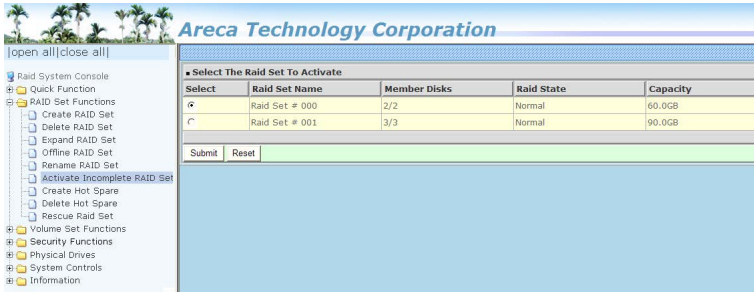 Areca Technology Corporation
|open all|close all|
Raid System Console
Quick Function
RAID Set Functions
Create RAID Set
Delete RAID Set
Expand RAID Set
Offline RAID Set
Rename RAID Set
Activate Incomplete RAID Set
Create Hot Spare
Delete Hot Spare
Rescue Raid Set
Volume Set Functions
Security Functions
Physical Drives
System Controls
Information
Select The Raid Set To Activate
Select Raid Set Name Member Disks Raid State Capacity
Raid Set # 000 2/2 Normal 60.0GB
Raid Set # 001 3/3 Normal 90.0GB
Submit Reset